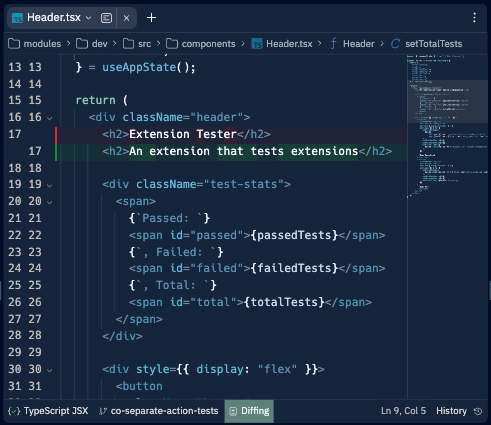 Header.tsx
modules > dev > src > components > Header.tsx > Header > setTotalTests
13 13 } = useAppState();
14 14
15 15 return (
16 16 <div className="header">
17 <h2>Extension Tester</h2>
17 <h2>An extension that tests extensions</h2>
18 18
19 19 <div className="test-stats">
20 20 <span>
21 21 {`Passed: `}
22 22 <span id="passed">{passedTests}</span>
23 23 {`, Failed: `}
24 24 <span id="failed">{failedTests}</span>
25 25 {`, Total: `}
26 26 <span id="total">{totalTests}</span>
27 27 </span>
28 28 </div>
29 29
30 30 <div style={{ display: "flex" }}>
31 31 <button
TypeScript JSX co-separate-action-tests Diffing Ln 9, Col 5 History